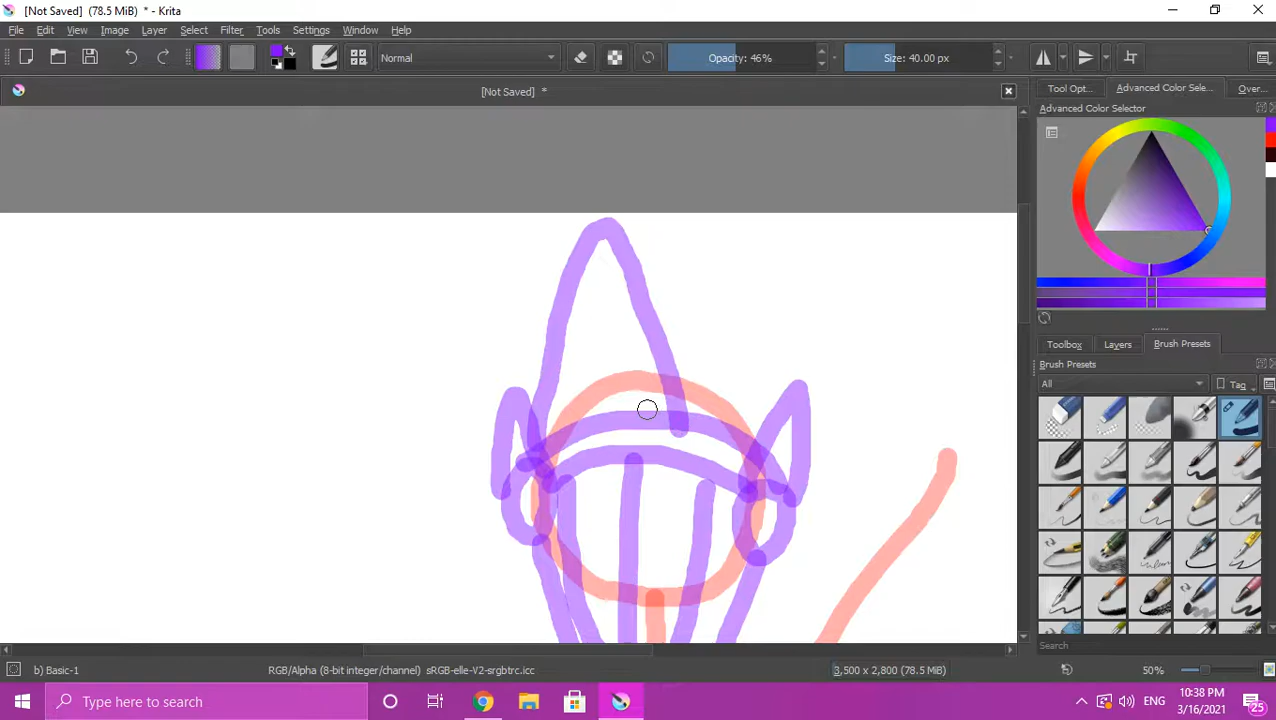 [Not Saved] (78.5 MiB) * - Krita
File Edit View Image Layer Filter Select Tools Settings Window Help
Normal
Opacity: 46%
Size: 40.00 px
[Not Saved] *
Tool Opt...
Advanced Color Sele...
Over...
Advanced Color Selector
Toolbox
Layers
Brush Presets
Brush Presets
All
Tag
Search
b) Basic-1
RGB/Alpha (8-bit integer/channel) sRGB-elle-V2-srgbtrc.icc
3,500 x 2,800 (78.5 MiB)
50%
Type here to search
ENG
10:38 PM
3/16/2021
25